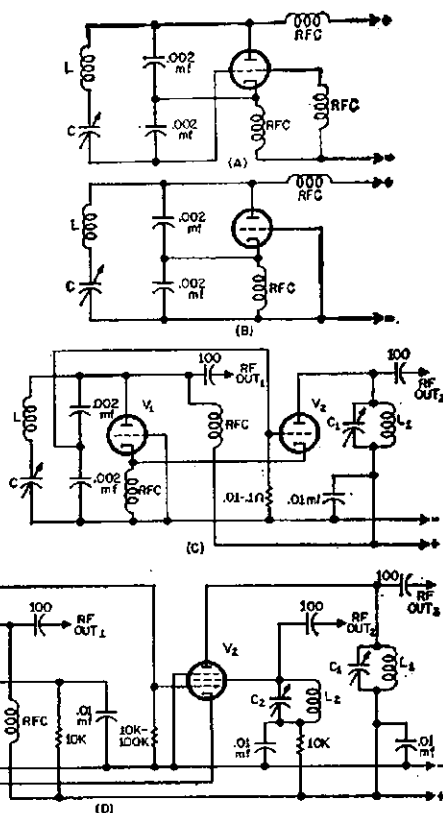 RFC
L
.002
mf
RFC
C
.002
mf
RFC
(A)
RFC
L
.002
mf
C
.002
mf
RFC
(B)
100
RF
OUT1
100
RF
OUT2
V1
V2
L
.002
mf
RFC
C1
L1
C
.002
mf
RFC
.01-.1Ω
.01mf
(C)
100
RF
OUT1
V2
100
RF
OUT2
100
RF
OUT3
C1
L1
C2
L2
RFC
.01
mf
10K
10K-
100K
.01
mf
10K
.01
mf
(D)